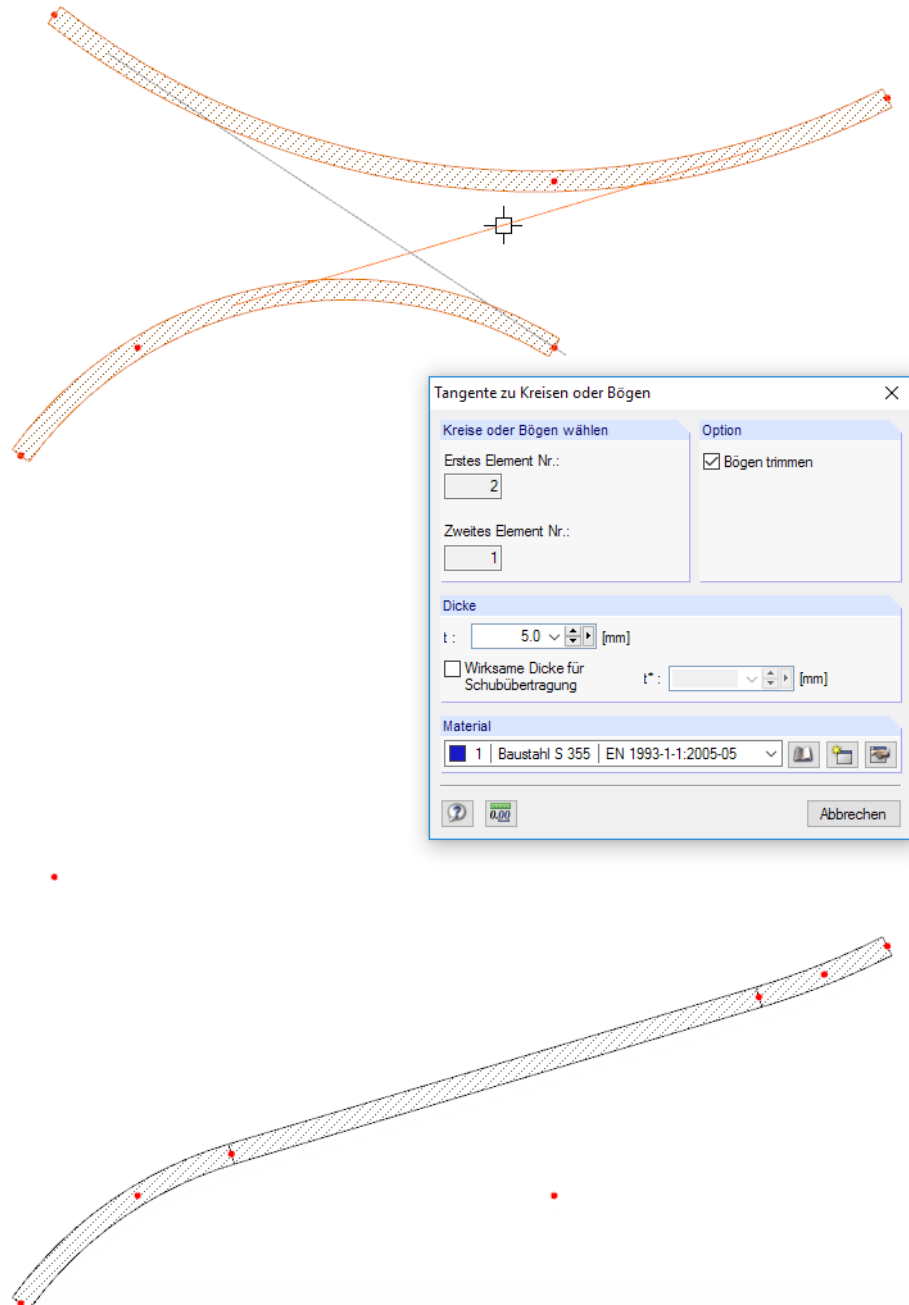 Tangente zu Kreisen oder Bögen
Kreise oder Bögen wählen
Option
Erstes Element Nr.:
Bögen trimmen
2
Zweites Element Nr.:
1
Dicke
t : 5.0 [mm]
Wirksame Dicke für
Schubübertragung
t* : [mm]
Material
1 | Baustahl S 355 | EN 1993-1-1:2005-05
0.00
Abbrechen